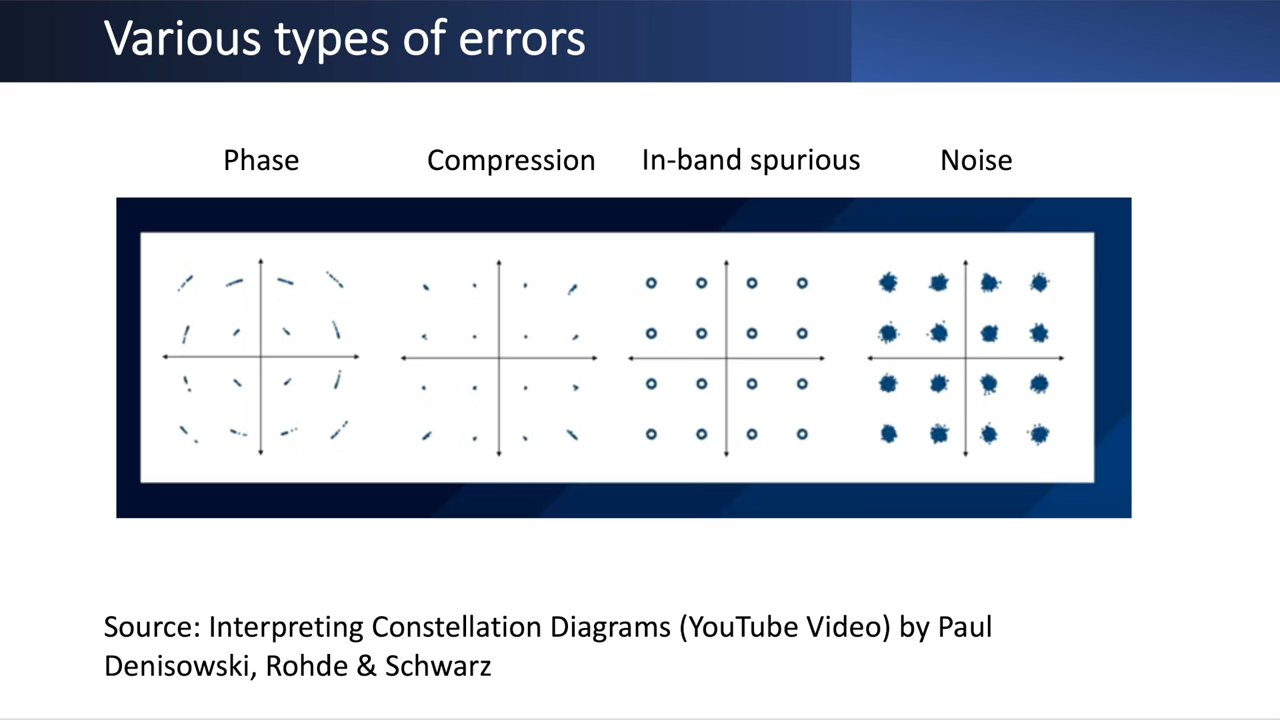 Various types of errors
Phase Compression In-band spurious Noise
Source: Interpreting Constellation Diagrams (YouTube Video) by Paul
Denisowski, Rohde & Schwarz